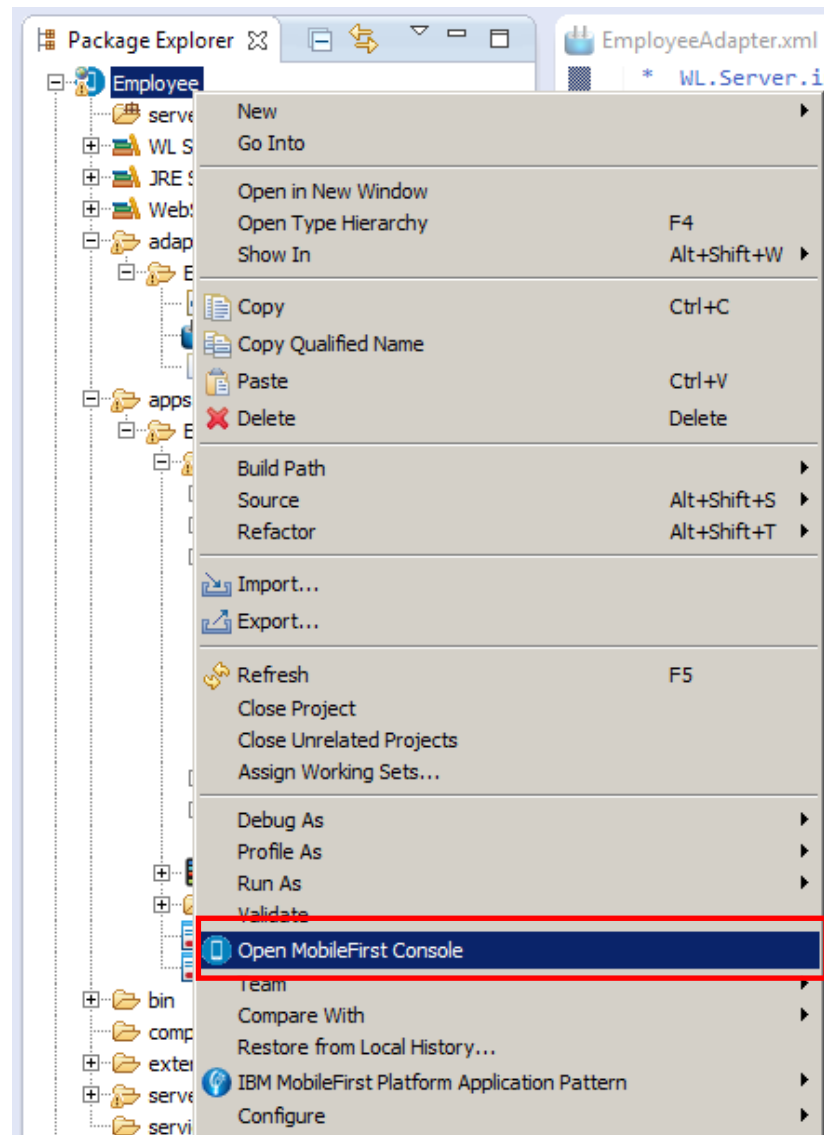 Package Explorer
EmployeeAdapter.xml
* WL.Server.i
Employee
serve
WL S
JRE S
WebS
adap
E
apps
E
bin
comp
exter
serve
servi
New
Go Into
Open in New Window
Open Type Hierarchy F4
Show In Alt+Shift+W
Copy Ctrl+C
Copy Qualified Name
Paste Ctrl+V
Delete Delete
Build Path
Source Alt+Shift+S
Refactor Alt+Shift+T
Import...
Export...
Refresh F5
Close Project
Close Unrelated Projects
Assign Working Sets...
Debug As
Profile As
Run As
Validate
Open MobileFirst Console
Team
Compare With
Restore from Local History...
IBM MobileFirst Platform Application Pattern
Configure